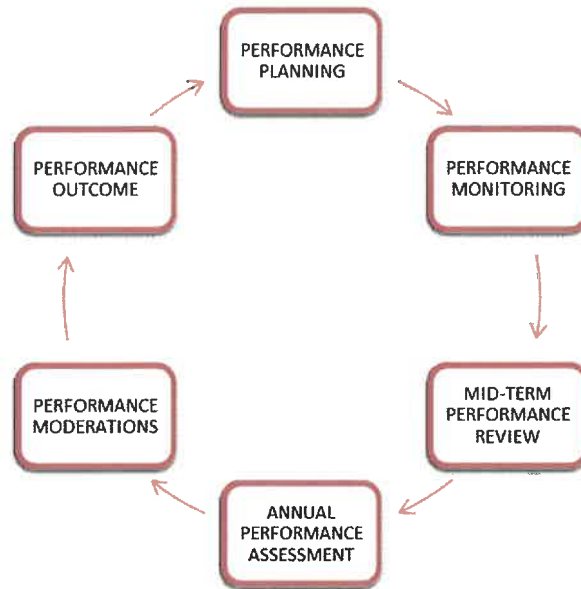 PERFORMANCE
PLANNING
PERFORMANCE
MONITORING
MID-TERM
PERFORMANCE
REVIEW
ANNUAL
PERFORMANCE
ASSESSMENT
PERFORMANCE
MODERATIONS
PERFORMANCE
OUTCOME